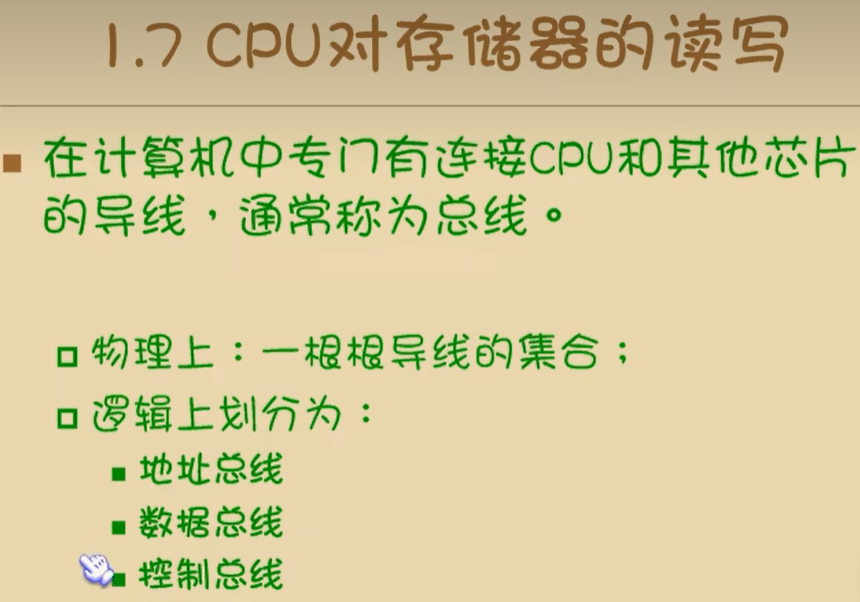 1.7 CPU对存储器的读写
在计算机中专门有连接CPU和其他芯片
的导线，通常称为总线。
物理上：一根根导线的集合；
逻辑上划分为：
地址总线
数据总线
控制总线